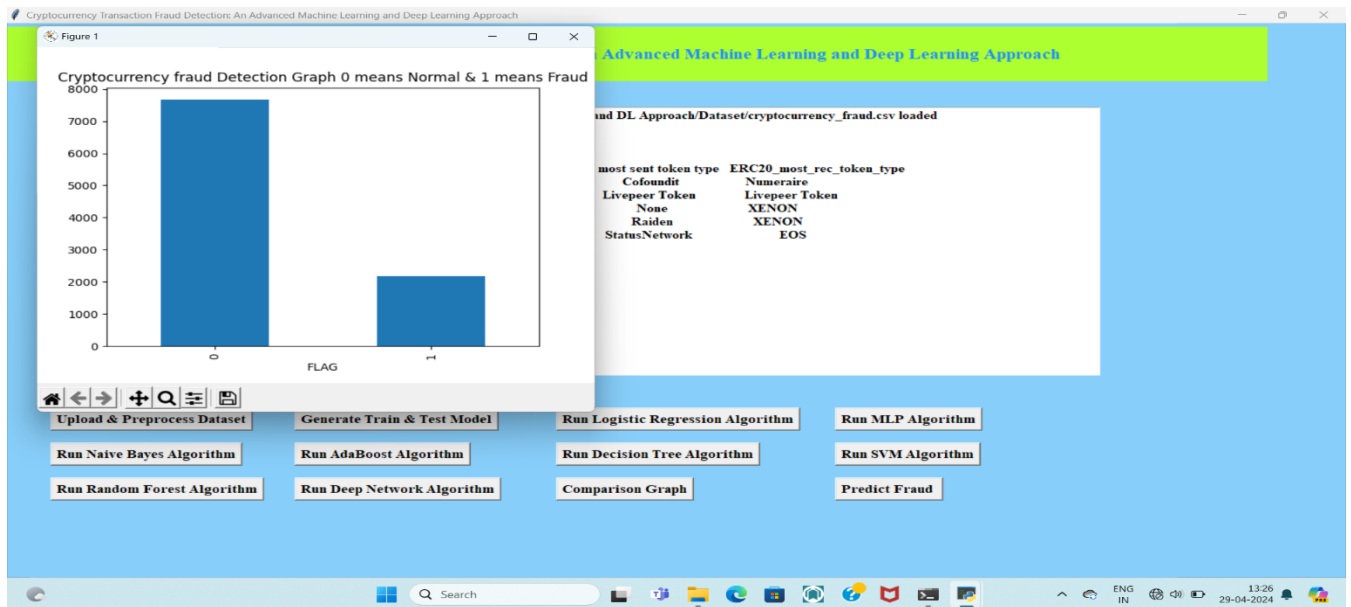 Cryptocurrency Transaction Fraud Detection: An Advanced Machine Learning and Deep Learning Approach
Figure 1
Advanced Machine Learning and Deep Learning Approach
Cryptocurrency fraud Detection Graph 0 means Normal & 1 means Fraud
8000
7000
6000
5000
4000
3000
2000
1000
0
0
1
FLAG
and DL Approach/Dataset/cryptocurrency_fraud.csv loaded
most sent token type ERC20_most_rec_token_type
Cofoundit Numeraire
Livepeer Token Livepeer Token
None XENON
Raiden XENON
StatusNetwork EOS
Upload & Preprocess Dataset Generate Train & Test Model Run Logistic Regression Algorithm Run MLP Algorithm
Run Naive Bayes Algorithm Run AdaBoost Algorithm Run Decision Tree Algorithm Run SVM Algorithm
Run Random Forest Algorithm Run Deep Network Algorithm Comparison Graph Predict Fraud
Search
ENG
IN
13:26
29-04-2024